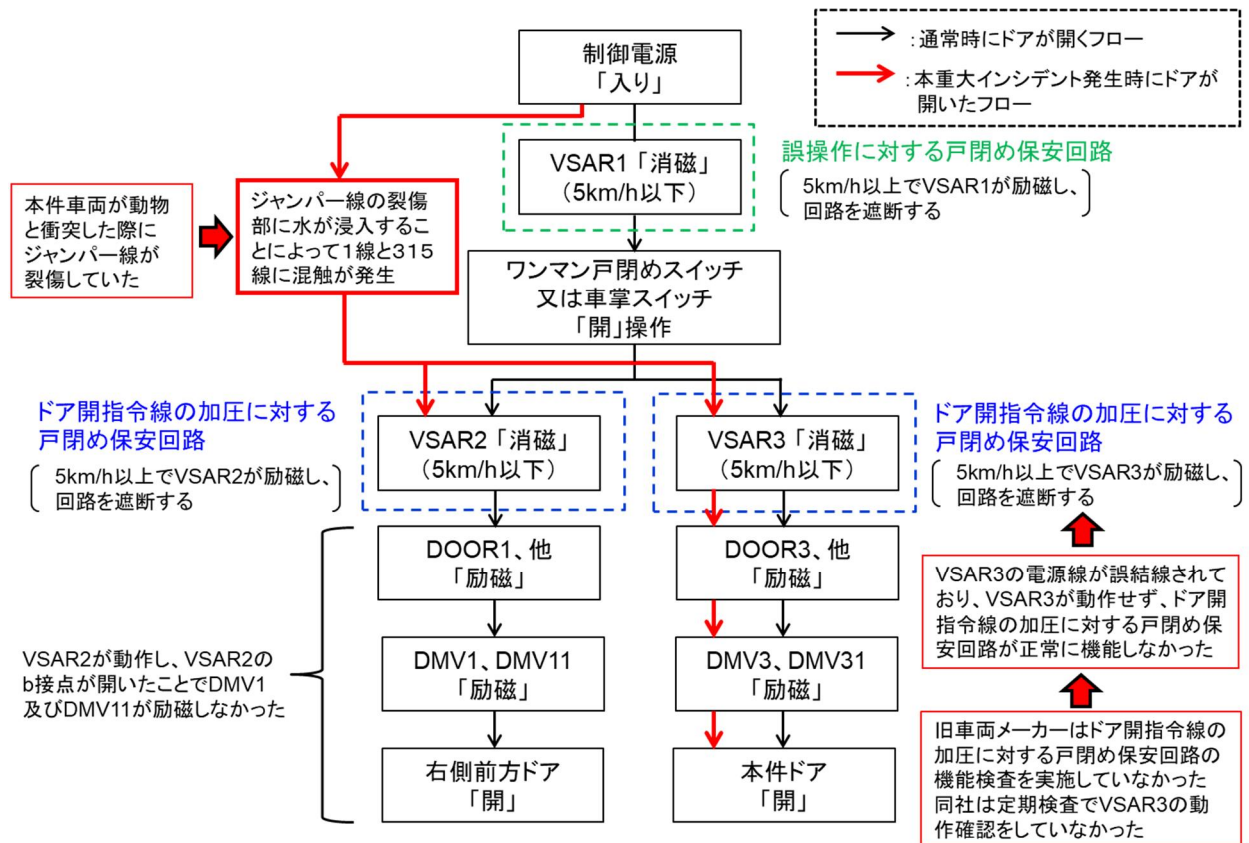 制御電源
「入り」
：通常時にドアが開くフロー
：本重大インシデント発生時にドアが
開いたフロー
VSAR1「消磁」
（5km/h以下）
誤操作に対する戸閉め保安回路
5km/h以上でVSAR1が励磁し、
回路を遮断する
本件車両が動物
と衝突した際に
ジャンパー線が
裂傷していた
ジャンパー線の裂傷
部に水が浸入するこ
とによって1線と315
線に混触が発生
ワンマン戸閉めスイッチ
又は車掌スイッチ
「開」操作
ドア開指令線の加圧に対する
戸閉め保安回路
5km/h以上でVSAR2が励磁し、
回路を遮断する
VSAR2「消磁」
（5km/h以下）
VSAR3「消磁」
（5km/h以下）
ドア開指令線の加圧に対する
戸閉め保安回路
5km/h以上でVSAR3が励磁し、
回路を遮断する
DOOR1、他
「励磁」
DOOR3、他
「励磁」
VSAR3の電源線が誤結線されて
おり、VSAR3が動作せず、ドア開
指令線の加圧に対する戸閉め保
安回路が正常に機能しなかった
VSAR2が動作し、VSAR2の
b接点が開いたことでDMV1
及びDMV11が励磁しなかった
DMV1、DMV11
「励磁」
DMV3、DMV31
「励磁」
右側前方ドア
「開」
本件ドア
「開」
旧車両メーカーはドア開指令線の
加圧に対する戸閉め保安回路の
機能検査を実施していなかった
同社は定期検査でVSAR3の動
作確認をしていなかった